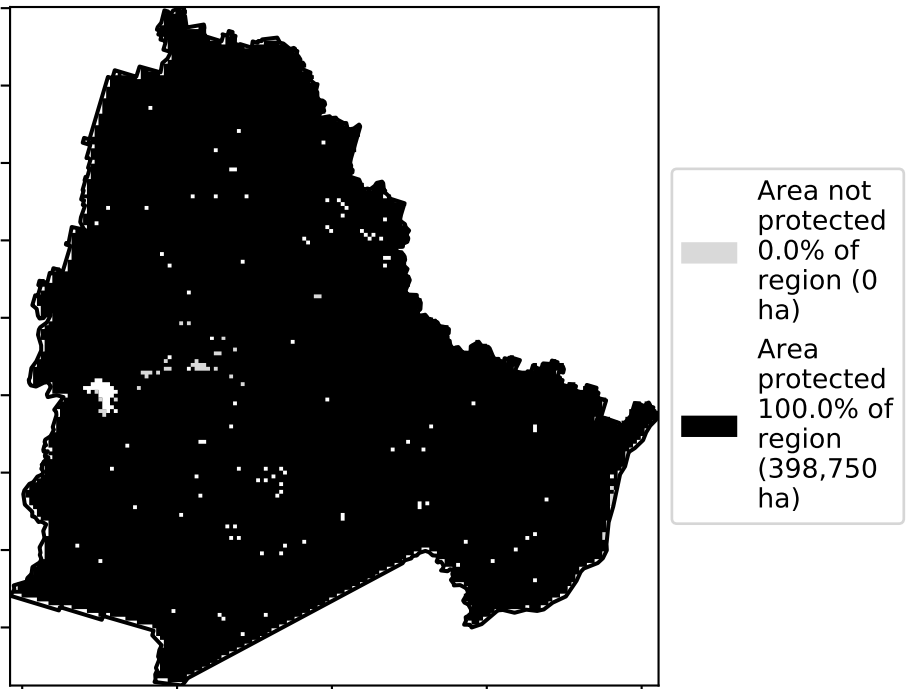 Area not
protected
0.0% of
region (0
ha)
Area
protected
100.0% of
region
(398,750
ha)